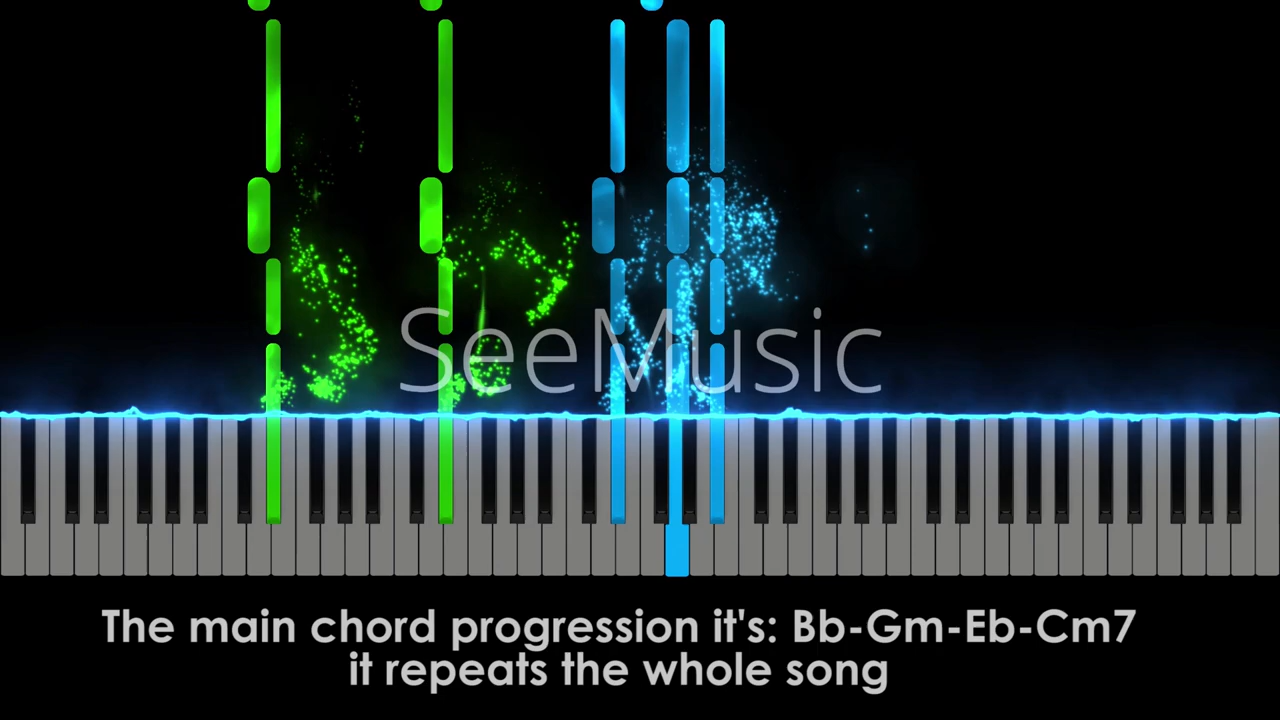 SeeMusic
The main chord progression it's: Bb-Gm-Eb-Cm7
it repeats the whole song